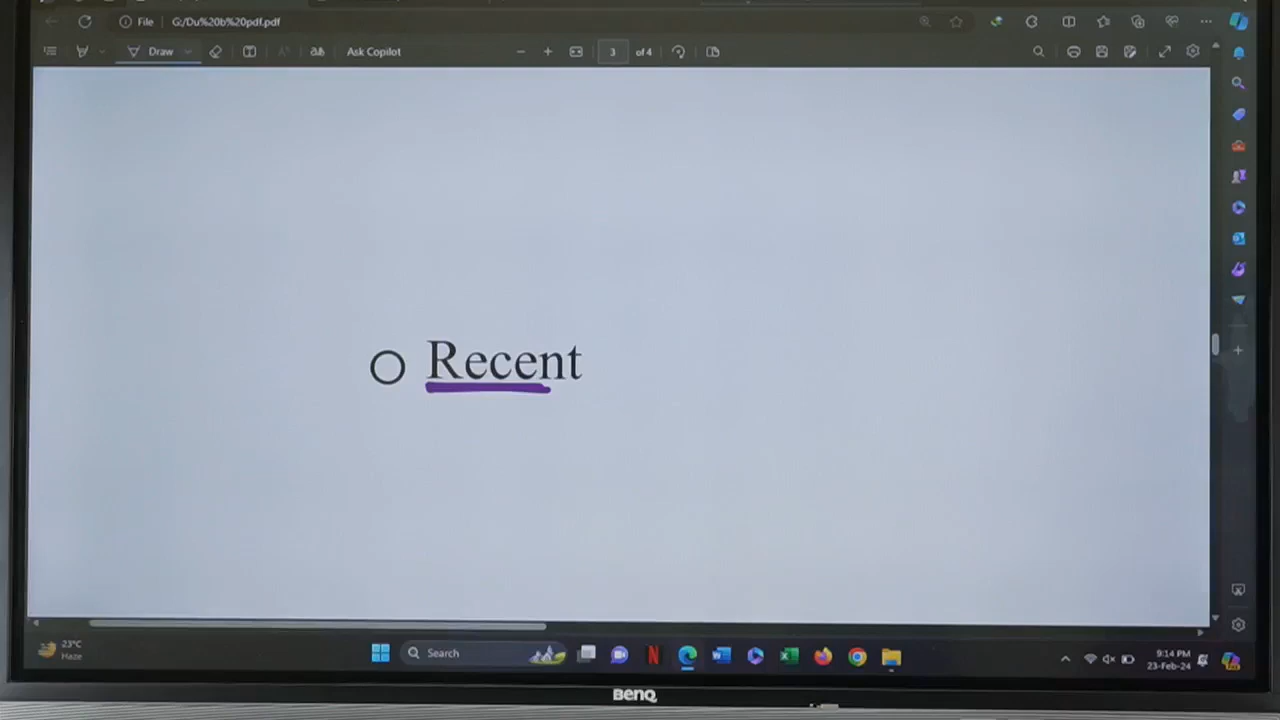 File G:/Du%20b%20pdf.pdf
Draw Ask Copilot 3 of 4
Recent
23°C
Haze
Search
9:14 PM
23-Feb-24
BenQ